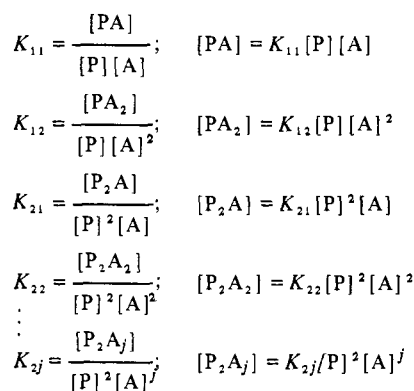 K₁₁ = [PA] / [P][A]; [PA] = K₁₁[P][A]
K₁₂ = [PA₂] / [P][A]²; [PA₂] = K₁₂[P][A]²
K₂₁ = [P₂A] / [P]²[A]; [P₂A] = K₂₁[P]²[A]
K₂₂ = [P₂A₂] / [P]²[A]²; [P₂A₂] = K₂₂[P]²[A]²
⋮
K₂ⱼ = [P₂Aⱼ] / [P]²[A]ʲ; [P₂Aⱼ] = K₂ⱼ/P]²[A]ʲ